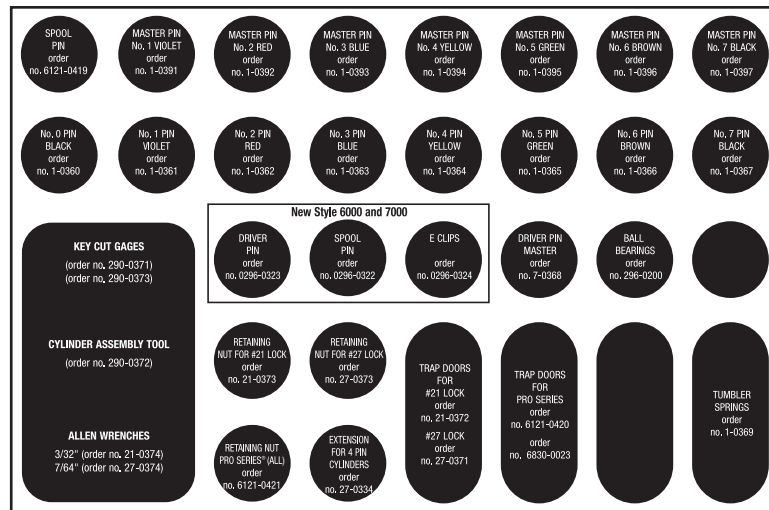 SPOOL
PIN
order
no. 6121-0419
MASTER PIN
No. 1 VIOLET
order
no. 1-0391
MASTER PIN
No. 2 RED
order
no. 1-0392
MASTER PIN
No. 3 BLUE
order
no. 1-0393
MASTER PIN
No. 4 YELLOW
order
no. 1-0394
MASTER PIN
No. 5 GREEN
order
no. 1-0395
MASTER PIN
No. 6 BROWN
order
no. 1-0396
MASTER PIN
No. 7 BLACK
order
no. 1-0397
No. 0 PIN
BLACK
order
no. 1-0360
No. 1 PIN
VIOLET
order
no. 1-0361
No. 2 PIN
RED
order
no. 1-0362
No. 3 PIN
BLUE
order
no. 1-0363
No. 4 PIN
YELLOW
order
no. 1-0364
No. 5 PIN
GREEN
order
no. 1-0365
No. 6 PIN
BROWN
order
no. 1-0366
No. 7 PIN
BLACK
order
no. 1-0367
KEY CUT GAGES
(order no. 290-0371)
(order no. 290-0373)
CYLINDER ASSEMBLY TOOL
(order no. 290-0372)
ALLEN WRENCHES
3/32" (order no. 21-0374)
7/64" (order no. 27-0374)
New Style 6000 and 7000
DRIVER
PIN
order
no. 0296-0323
SPOOL
PIN
order
no. 0296-0322
E CLIPS
order
no. 0296-0324
DRIVER PIN
MASTER
order
no. 7-0368
BALL
BEARINGS
order
no. 296-0200
RETAINING
NUT FOR #21 LOCK
order
no. 21-0373
RETAINING
NUT FOR #27 LOCK
order
no. 27-0373
TRAP DOORS
FOR
#21 LOCK
order
no. 21-0372
#27 LOCK
order
no. 27-0371
TRAP DOORS
FOR
PRO SERIES
order
no. 6121-0420
order
no. 6830-0023
TUMBLER
SPRINGS
order
no. 1-0369
RETAINING NUT
PRO SERIES® (ALL)
order
no. 6121-0421
EXTENSION
FOR 4 PIN
CYLINDERS
order
no. 27-0334